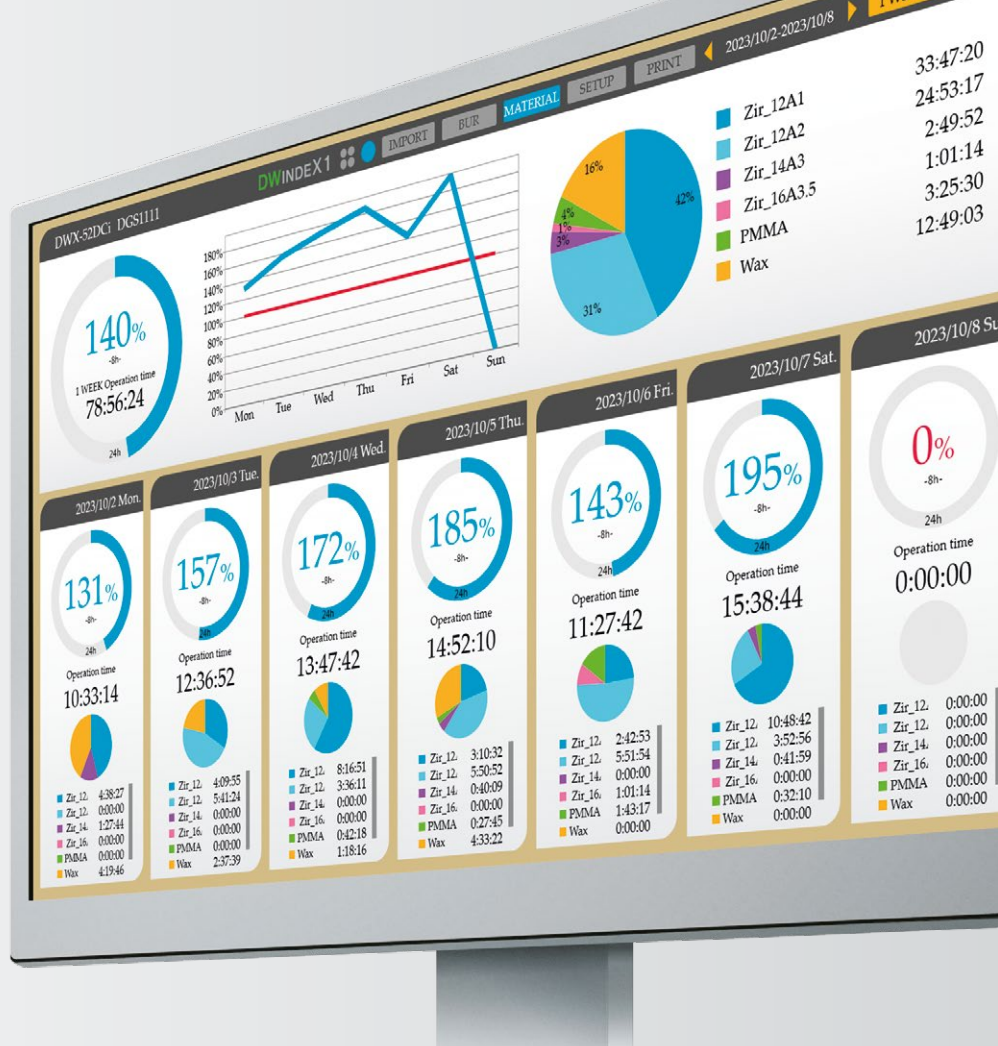 DWX-52DCi DGS1111
DWINDEX1
IMPORT
BUR
MATERIAL
SETUP
PRINT
2023/10/2-2023/10/8
140%
-8h-
1 WEEK Operation time
78:56:24
24h
180%
160%
140%
120%
100%
80%
60%
40%
20%
0%
Mon Tue Wed Thu Fri Sat Sun
42%
31%
3%
1%
4%
16%
Zir_12A1 33:47:20
Zir_12A2 24:53:17
Zir_14A3 2:49:52
Zir_16A3.5 1:01:14
PMMA 3:25:30
Wax 12:49:03
2023/10/2 Mon.
131%
-8h-
24h
Operation time
10:33:14
Zir_12. 4:38:27
Zir_12. 0:00:00
Zir_14. 1:27:44
Zir_16. 0:00:00
PMMA 0:00:00
Wax 4:19:46
2023/10/3 Tue.
157%
-8h-
24h
Operation time
12:36:52
Zir_12. 4:09:55
Zir_12. 5:41:24
Zir_14. 0:00:00
Zir_16. 0:00:00
PMMA 0:00:00
Wax 2:37:39
2023/10/4 Wed.
172%
-8h-
24h
Operation time
13:47:42
Zir_12. 8:16:51
Zir_12. 3:36:11
Zir_14. 0:00:00
Zir_16. 0:00:00
PMMA 0:42:18
Wax 1:18:16
2023/10/5 Thu.
185%
-8h-
24h
Operation time
14:52:10
Zir_12. 3:10:32
Zir_12. 5:50:52
Zir_14. 0:40:09
Zir_16. 0:00:00
PMMA 0:27:45
Wax 4:33:22
2023/10/6 Fri.
143%
-8h-
24h
Operation time
11:27:42
Zir_12. 2:42:53
Zir_12. 5:51:54
Zir_14. 0:00:00
Zir_16. 1:01:14
PMMA 1:43:17
Wax 0:00:00
2023/10/7 Sat.
195%
-8h-
24h
Operation time
15:38:44
Zir_12. 10:48:42
Zir_12. 3:52:56
Zir_14. 0:41:59
Zir_16. 0:00:00
PMMA 0:32:10
Wax 0:00:00
2023/10/8 Su
0%
-8h-
24h
Operation time
0:00:00
Zir_12. 0:00:00
Zir_12. 0:00:00
Zir_14. 0:00:00
Zir_16. 0:00:00
PMMA 0:00:00
Wax 0:00:00